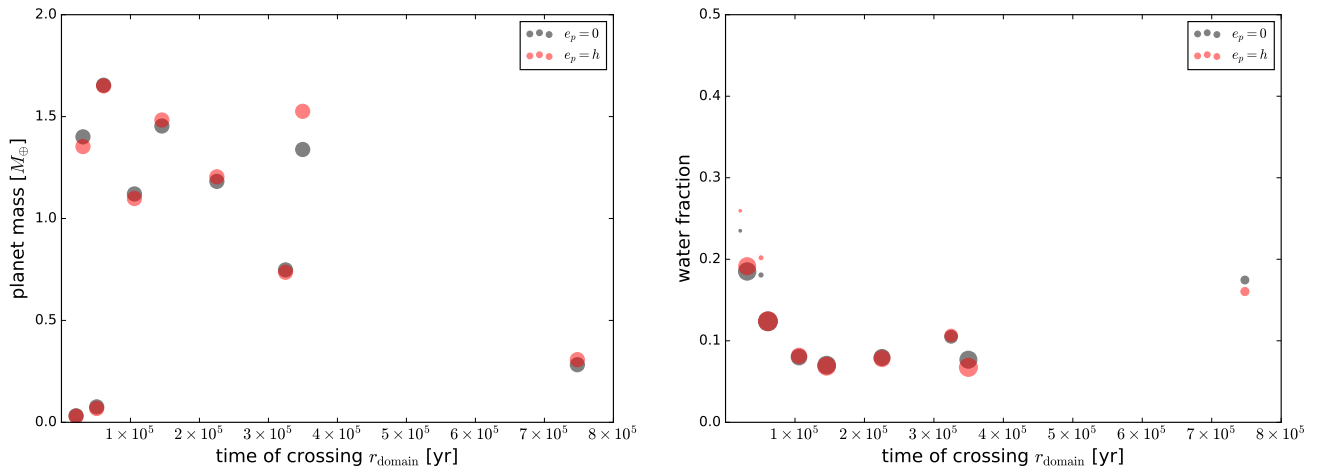 2.0
1.5
1.0
0.5
0.0
planet mass [M⊕]
e_p = 0
e_p = h
1 × 10⁵ 2 × 10⁵ 3 × 10⁵ 4 × 10⁵ 5 × 10⁵ 6 × 10⁵ 7 × 10⁵ 8 × 10⁵
time of crossing r_domain [yr]
0.5
0.4
0.3
0.2
0.1
0.0
water fraction
e_p = 0
e_p = h
1 × 10⁵ 2 × 10⁵ 3 × 10⁵ 4 × 10⁵ 5 × 10⁵ 6 × 10⁵ 7 × 10⁵ 8 × 10⁵
time of crossing r_domain [yr]